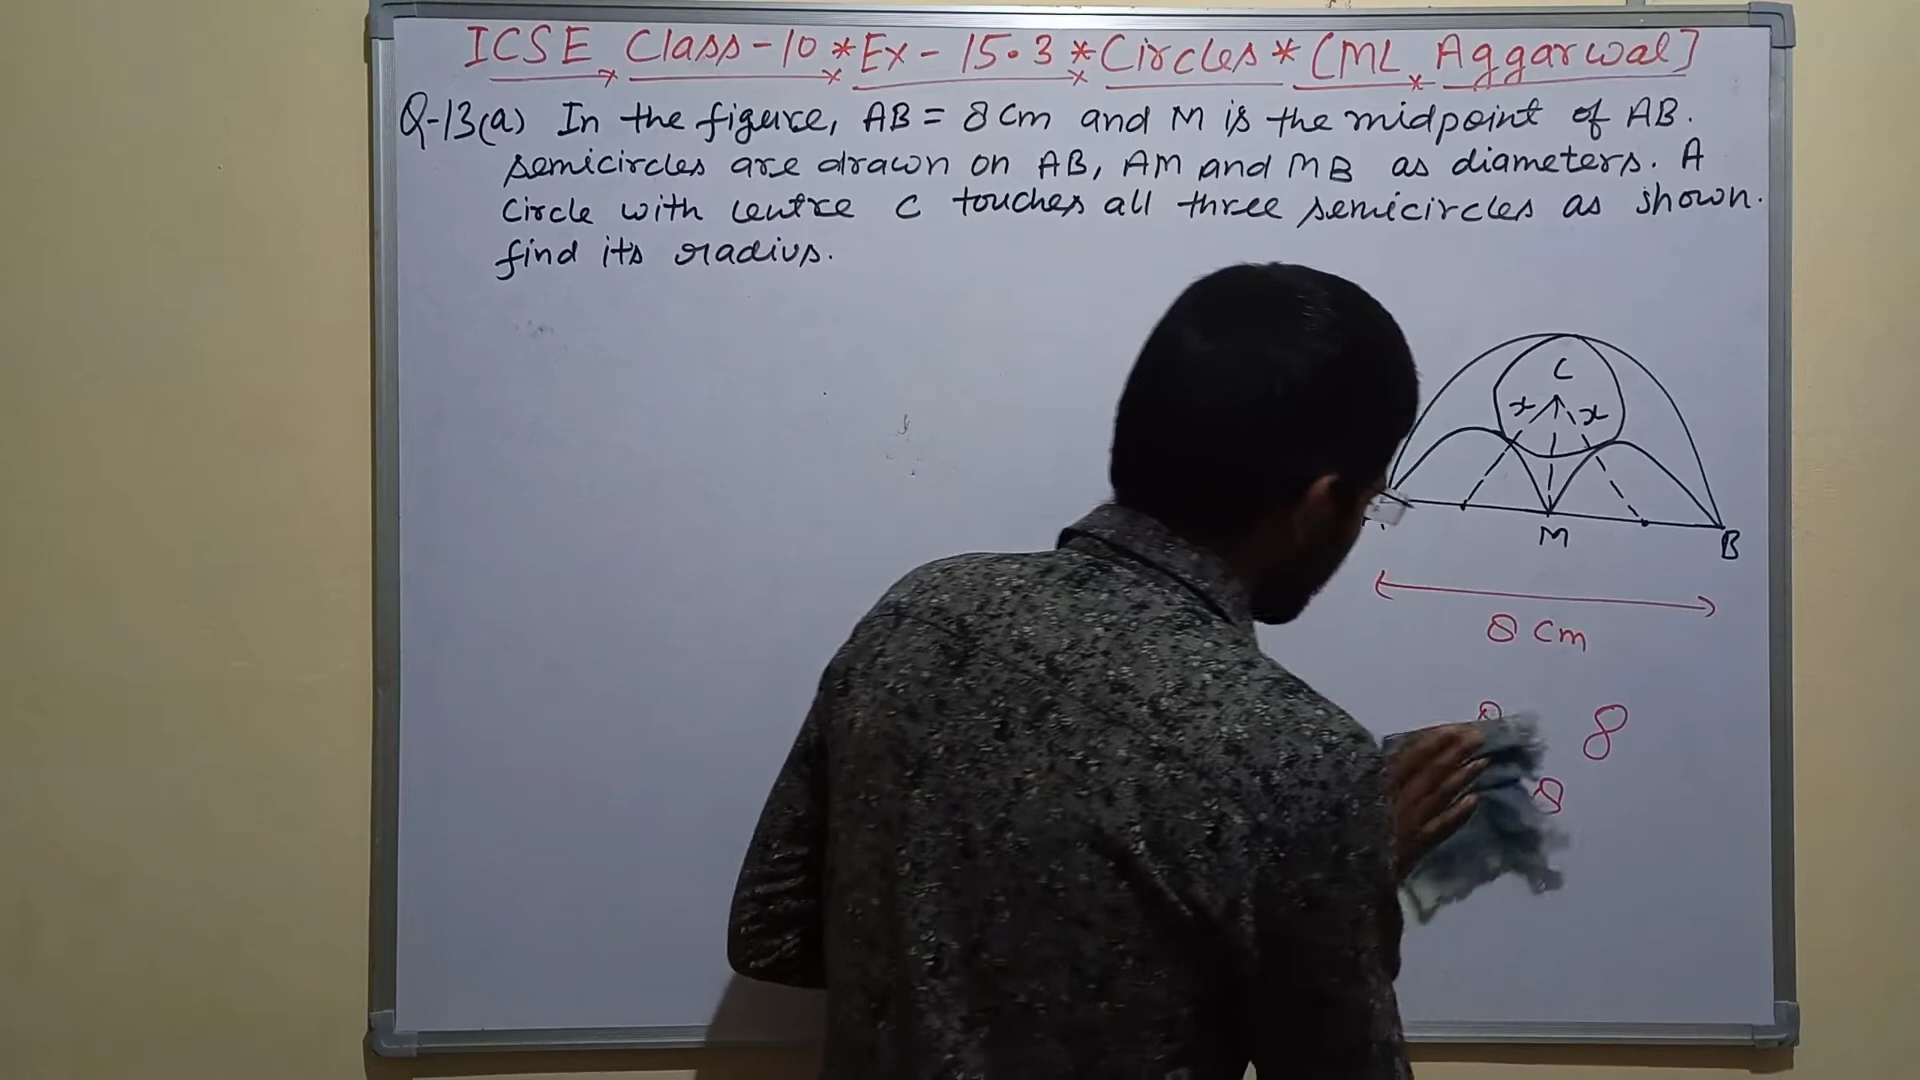 ICSE Class-10 * Ex-15.3 * Circles * [ML Aggarwal]
Q-13(a) In the figure, AB = 8 cm and M is the midpoint of AB.
semicircles are drawn on AB, AM and MB as diameters. A
Circle with centre C touches all three semicircles as shown.
find its radius.
C
x x
M
B
8 cm
8 8
8